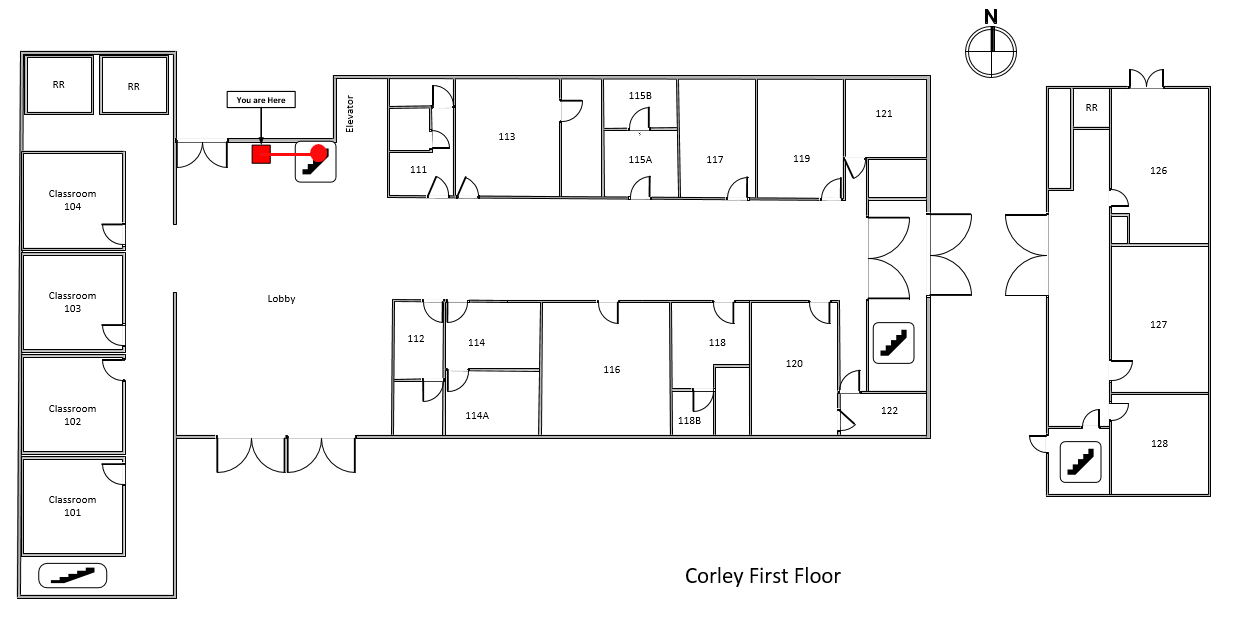 N
RR
RR
You are Here
Elevator
115B
121
RR
113
115A
117
119
111
126
Classroom
104
Classroom
103
Lobby
112
114
118
116
120
127
Classroom
102
114A
118B
122
128
Classroom
101
Corley First Floor